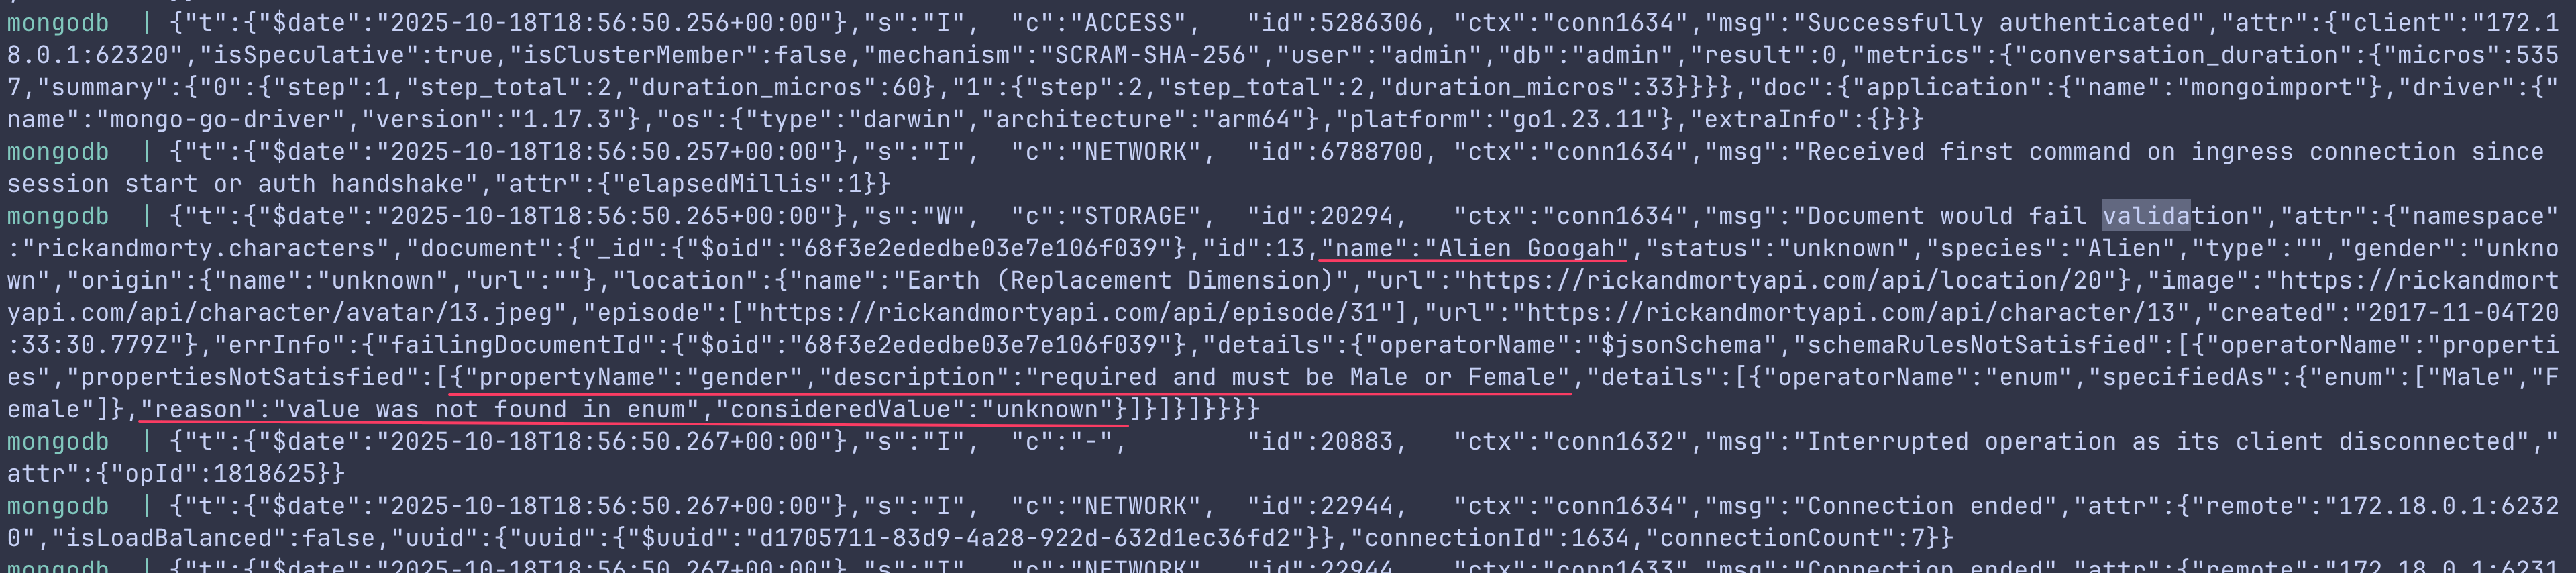 mongodb  | {"t":{"$date":"2025-10-18T18:56:50.256+00:00"},"s":"I",  "c":"ACCESS",   "id":5286306, "ctx":"conn1634","msg":"Successfully authenticated","attr":{"client":"172.1
8.0.1:62320","isSpeculative":true,"isClusterMember":false,"mechanism":"SCRAM-SHA-256","user":"admin","db":"admin","result":0,"metrics":{"conversation_duration":{"micros":535
7,"summary":{"0":{"step":1,"step_total":2,"duration_micros":60},"1":{"step":2,"step_total":2,"duration_micros":33}}}},"doc":{"application":{"name":"mongoimport"},"driver":{"
name":"mongo-go-driver","version":"1.17.3"},"os":{"type":"darwin","architecture":"arm64"},"platform":"go1.23.11"},"extraInfo":{}}}
mongodb  | {"t":{"$date":"2025-10-18T18:56:50.257+00:00"},"s":"I",  "c":"NETWORK",  "id":6788700, "ctx":"conn1634","msg":"Received first command on ingress connection since
session start or auth handshake","attr":{"elapsedMillis":1}}
mongodb  | {"t":{"$date":"2025-10-18T18:56:50.265+00:00"},"s":"W",  "c":"STORAGE",  "id":20294,   "ctx":"conn1634","msg":"Document would fail validation","attr":{"namespace"
:"rickandmorty.characters","document":{"_id":{"$oid":"68f3e2ededbe03e7e106f039"},"id":13,"name":"Alien Googah","status":"unknown","species":"Alien","type":"","gender":"unkno
wn","origin":{"name":"unknown","url":""},"location":{"name":"Earth (Replacement Dimension)","url":"https://rickandmortyapi.com/api/location/20"},"image":"https://rickandmort
yapi.com/api/character/avatar/13.jpeg","episode":["https://rickandmortyapi.com/api/episode/31"],"url":"https://rickandmortyapi.com/api/character/13","created":"2017-11-04T20
:33:30.779Z"},"errInfo":{"failingDocumentId":{"$oid":"68f3e2ededbe03e7e106f039"},"details":{"operatorName":"$jsonSchema","schemaRulesNotSatisfied":[{"operatorName":"properti
es","propertiesNotSatisfied":[{"propertyName":"gender","description":"required and must be Male or Female","details":[{"operatorName":"enum","specifiedAs":{"enum":["Male","F
emale"]},"reason":"value was not found in enum","consideredValue":"unknown"}]}]}]}}}}
mongodb  | {"t":{"$date":"2025-10-18T18:56:50.267+00:00"},"s":"I",  "c":"-",        "id":20883,   "ctx":"conn1632","msg":"Interrupted operation as its client disconnected","
attr":{"opId":1818625}}
mongodb  | {"t":{"$date":"2025-10-18T18:56:50.267+00:00"},"s":"I",  "c":"NETWORK",  "id":22944,   "ctx":"conn1634","msg":"Connection ended","attr":{"remote":"172.18.0.1:6232
0","isLoadBalanced":false,"uuid":{"uuid":{"$uuid":"d1705711-83d9-4a28-922d-632d1ec36fd2"}},"connectionId":1634,"connectionCount":7}}
mongodb  | {"t":{"$date":"2025-10-18T18:56:50.267+00:00"},"s":"I",  "c":"NETWORK",  "id":22944,   "ctx":"conn1633","msg":"Connection ended","attr":{"remote":"172.18.0.1:6231